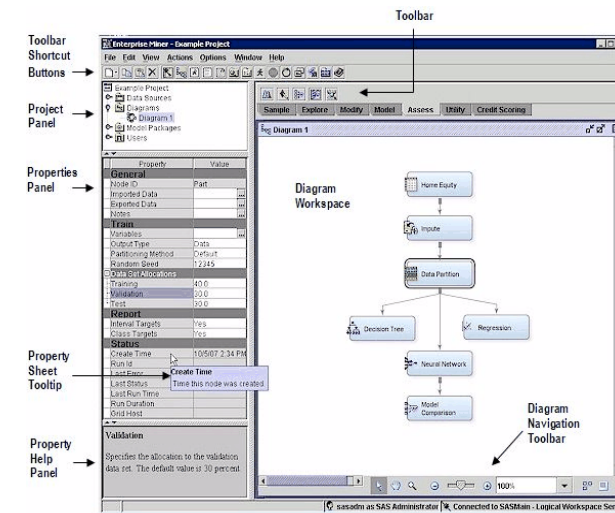 Toolbar
Toolbar Shortcut Buttons
Enterprise Miner - Example Project
File Edit View Actions Options Window Help
Project Panel
Example Project
Data Sources
Diagrams
Diagram 1
Model Packages
Users
Sample Explore Modify Model Assess Utility Credit Scoring
Diagram 1
Properties Panel
Property Value
General
Node ID Part
Imported Data ...
Exported Data ...
Notes ...
Train
Variables ...
Output Type Data
Partitioning Method Default
Random Seed 12345
Data Set Allocations
Training 40.0
Validation 30.0
Test 30.0
Report
Interval Targets Yes
Class Targets Yes
Status
Create Time 10/5/07 2:34 PM
Run Id
Last Error
Last Status
Last Run Time
Run Duration
Grid Host
Property Sheet Tooltip
Create Time
Time this node was created.
Property Help Panel
Validation
Specifies the allocation to the validation
data set. The default value is 30 percent.
Diagram Workspace
Home Equity
Impute
Data Partition
Decision Tree
Regression
Neural Network
Model Comparison
Diagram Navigation Toolbar
100%
sasadm as SAS Administrator Connected to SASMain - Logical Workspace Ser